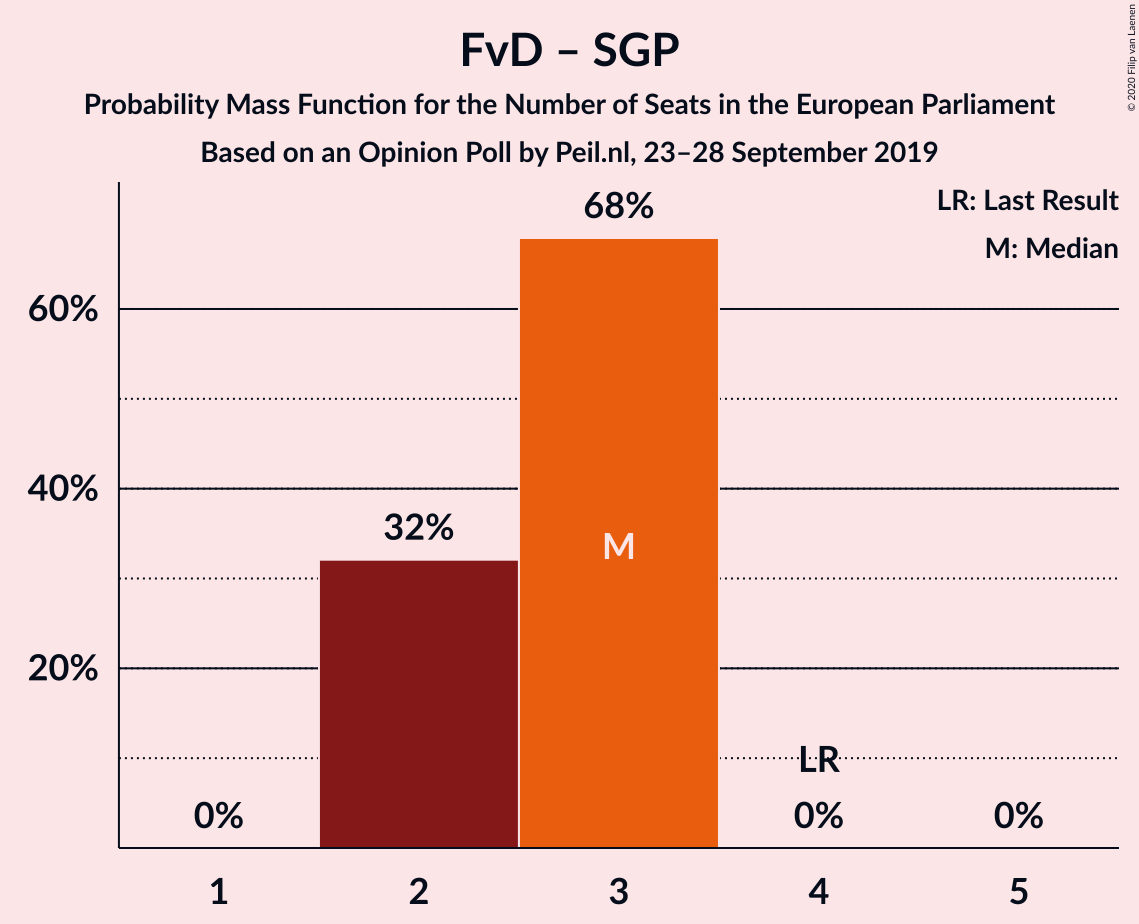 FvD – SGP
Probability Mass Function for the Number of Seats in the European Parliament
Based on an Opinion Poll by Peil.nl, 23–28 September 2019
© 2020 Filip van Laenen
LR: Last Result
M: Median
68%
60%
40%
32%
M
20%
LR
0%
0%
0%
1
2
3
4
5